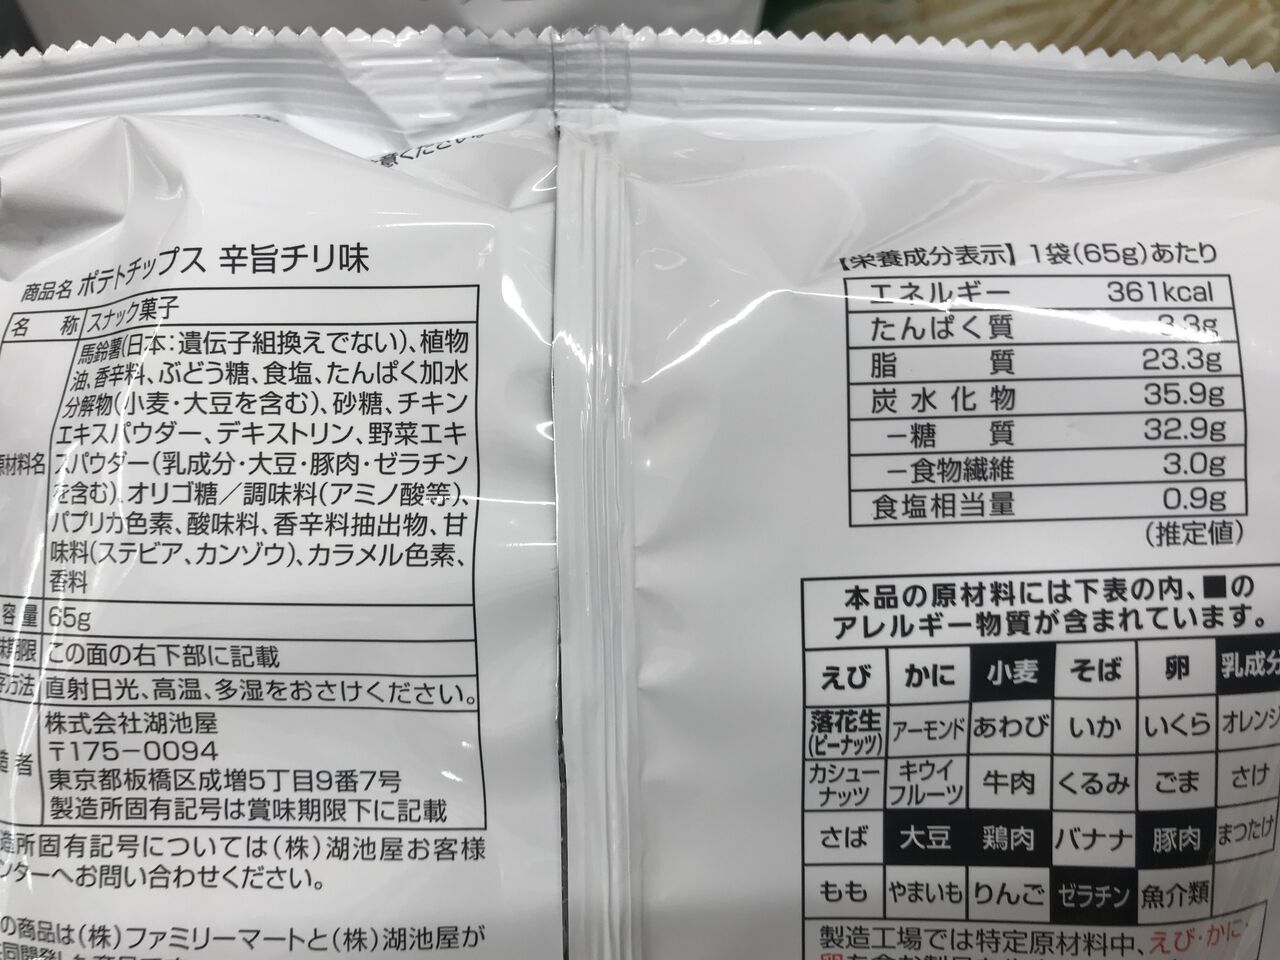 意ください。
商品名 ポテトチップス 辛旨チリ味
名 称 スナック菓子
原材料名 馬鈴薯(日本:遺伝子組換えでない)、植物
油、香辛料、ぶどう糖、食塩、たんぱく加水
分解物(小麦・大豆を含む)、砂糖、チキン
エキスパウダー、デキストリン、野菜エキ
スパウダー(乳成分・大豆・豚肉・ゼラチン
を含む)、オリゴ糖/調味料(アミノ酸等)、
パプリカ色素、酸味料、香辛料抽出物、甘
味料(ステビア、カンゾウ)、カラメル色素、
香料
容量 65g
味期限 この面の右下部に記載
存方法 直射日光、高温、多湿をおさけください。
造者 株式会社湖池屋
〒175-0094
東京都板橋区成増5丁目9番7号
製造所固有記号は賞味期限下に記載
造所固有記号については(株)湖池屋お客様
ンターへお問い合わせください。
の商品は(株)ファミリーマートと(株)湖池屋が
【栄養成分表示】1袋(65g)あたり
エネルギー 361kcal
たんぱく質 3.3g
脂質 23.3g
炭水化物 35.9g
-糖質 32.9g
-食物繊維 3.0g
食塩相当量 0.9g
(推定値)
本品の原材料には下表の内、■の
アレルギー物質が含まれています。
えび かに 小麦 そば 卵 乳成分
落花生(ピーナッツ) アーモンド あわび いか いくら オレンジ
カシューナッツ キウイフルーツ 牛肉 くるみ ごま さけ
さば 大豆 鶏肉 バナナ 豚肉 まつたけ
もも やまいも りんご ゼラチン 魚介類
製造工場では特定原材料中、えび・かに・